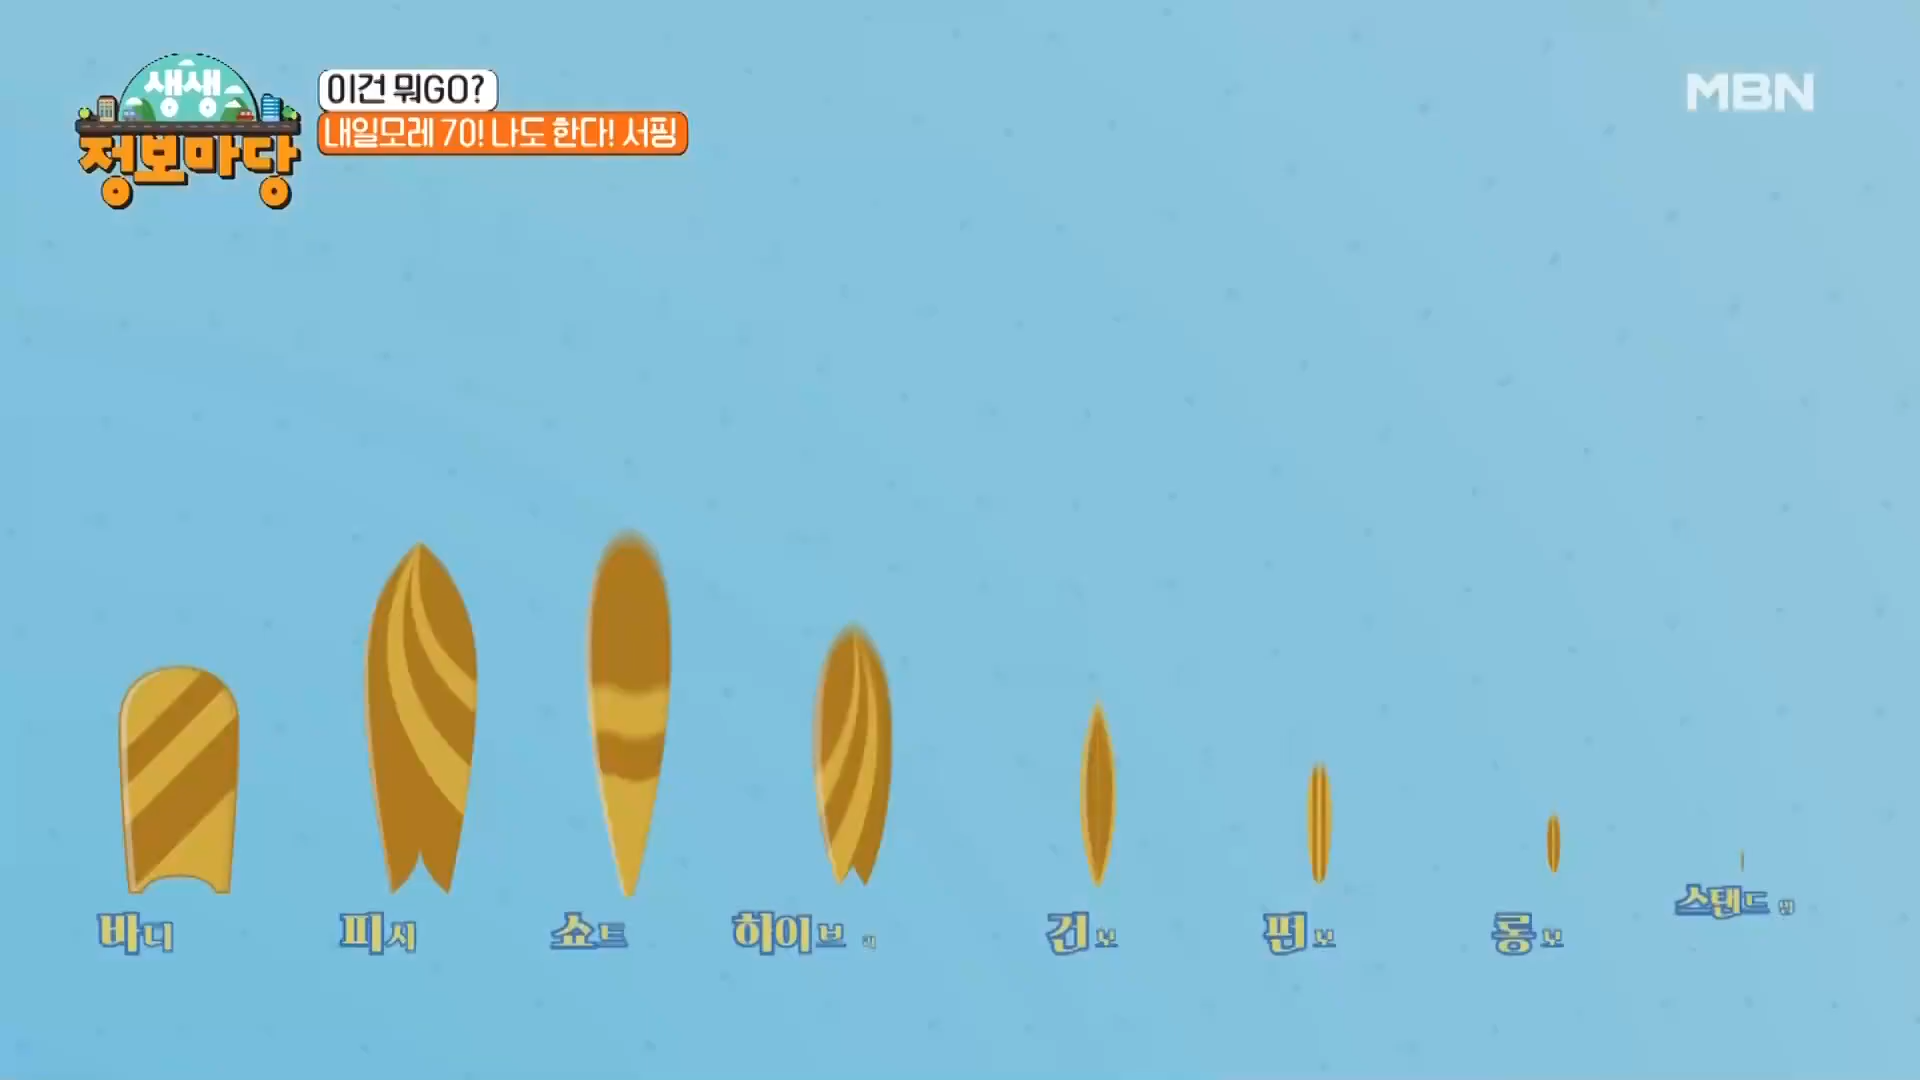 생생
정보마당
이건 뭐GO?
내일모레 70! 나도 한다! 서핑
MBN
바니
피시
쇼트
하이브
건보
펀보
롱보
스탠드